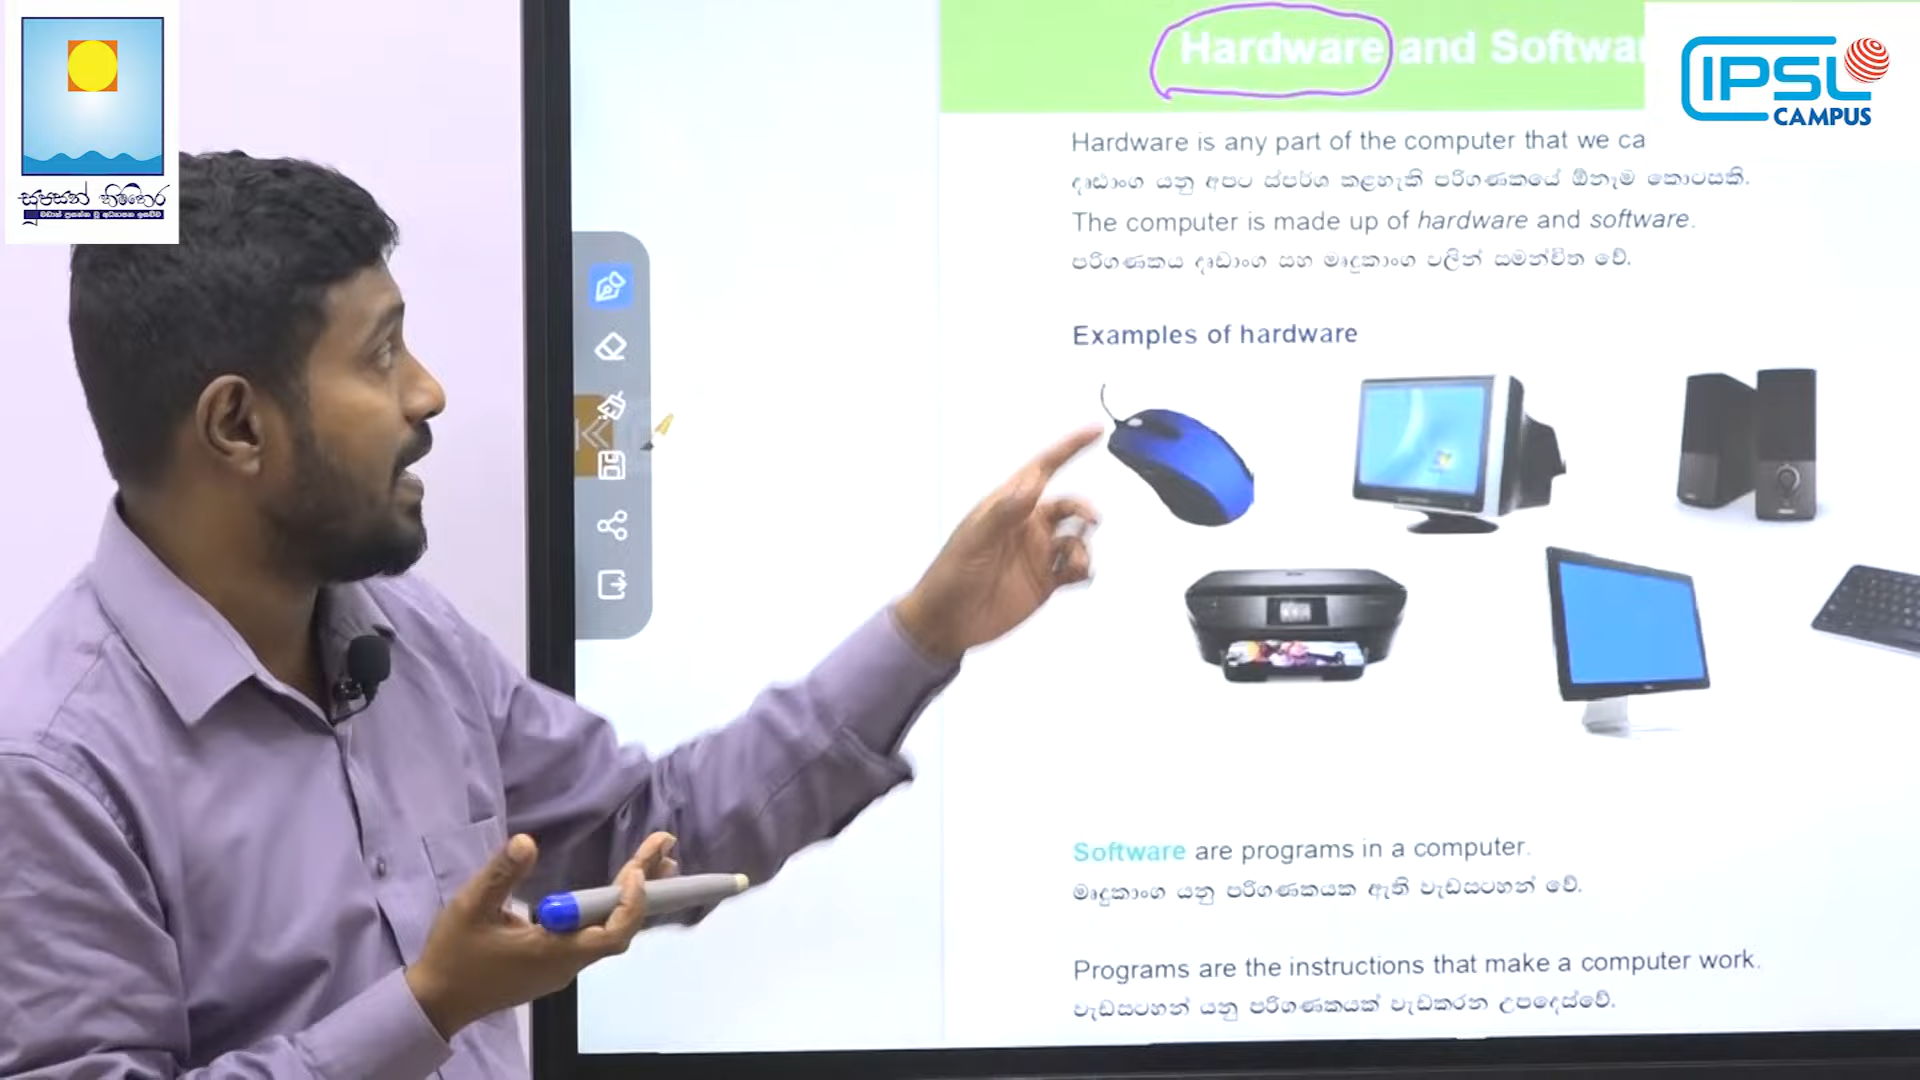 Hardware and Softwa
IPSL
CAMPUS
සුපසන් නිම්තෙර
Hardware is any part of the computer that we ca
දෘඪාංග යනු අපට ස්පර්ශ කළහැකි පරිගණකයේ ඕනෑම කොටසකි.
The computer is made up of hardware and software.
පරිගණකය දෘඩාංග සහ මෘදුකාංග වලින් සමන්විත වේ.
Examples of hardware
Software are programs in a computer.
මෘදුකාංග යනු පරිගණකයක ඇති වැඩසටහන් වේ.
Programs are the instructions that make a computer work.
වැඩසටහන් යනු පරිගණකයක් වැඩකරන උපදෙස්වේ.